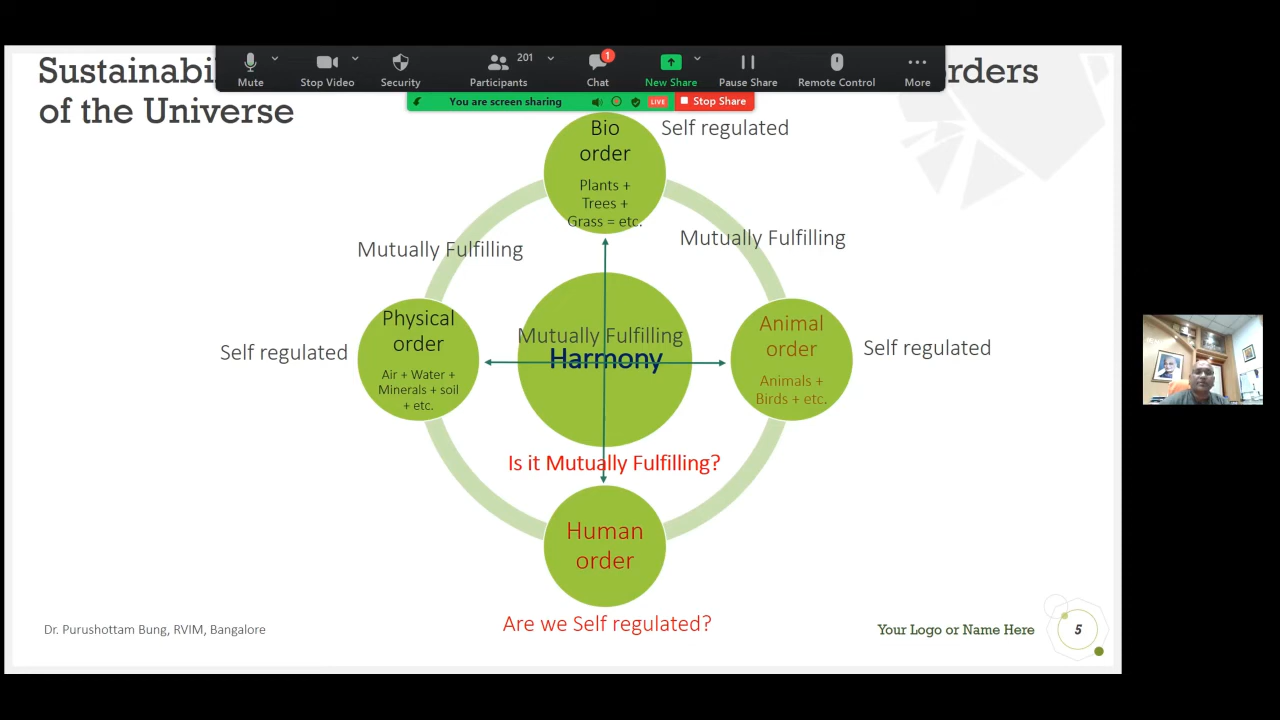 Mute
Stop Video
Security
Participants
201
Chat
1
New Share
Pause Share
Remote Control
More
You are screen sharing
LIVE
Stop Share
of the Universe
Bio
order
Plants +
Trees +
Grass = etc.
Self regulated
Mutually Fulfilling
Mutually Fulfilling
Physical
order
Air + Water +
Minerals + soil
+ etc.
Self regulated
Mutually Fulfilling
Harmony
Animal
order
Animals +
Birds + etc.
Self regulated
Is it Mutually Fulfilling?
Human
order
Are we Self regulated?
Dr. Purushottam Bung, RVIM, Bangalore
Your Logo or Name Here
5